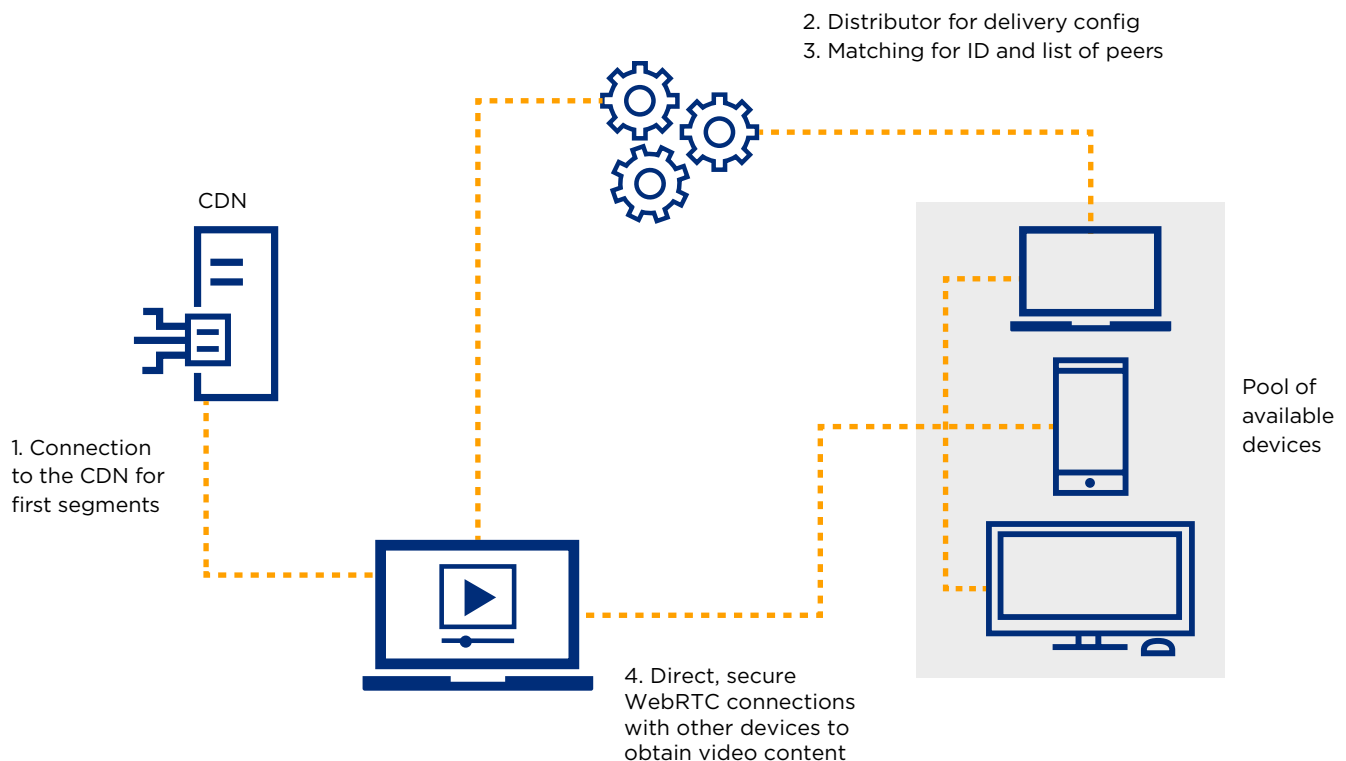 2. Distributor for delivery config
3. Matching for ID and list of peers
CDN
1. Connection
to the CDN for
first segments
Pool of
available
devices
4. Direct, secure
WebRTC connections
with other devices to
obtain video content